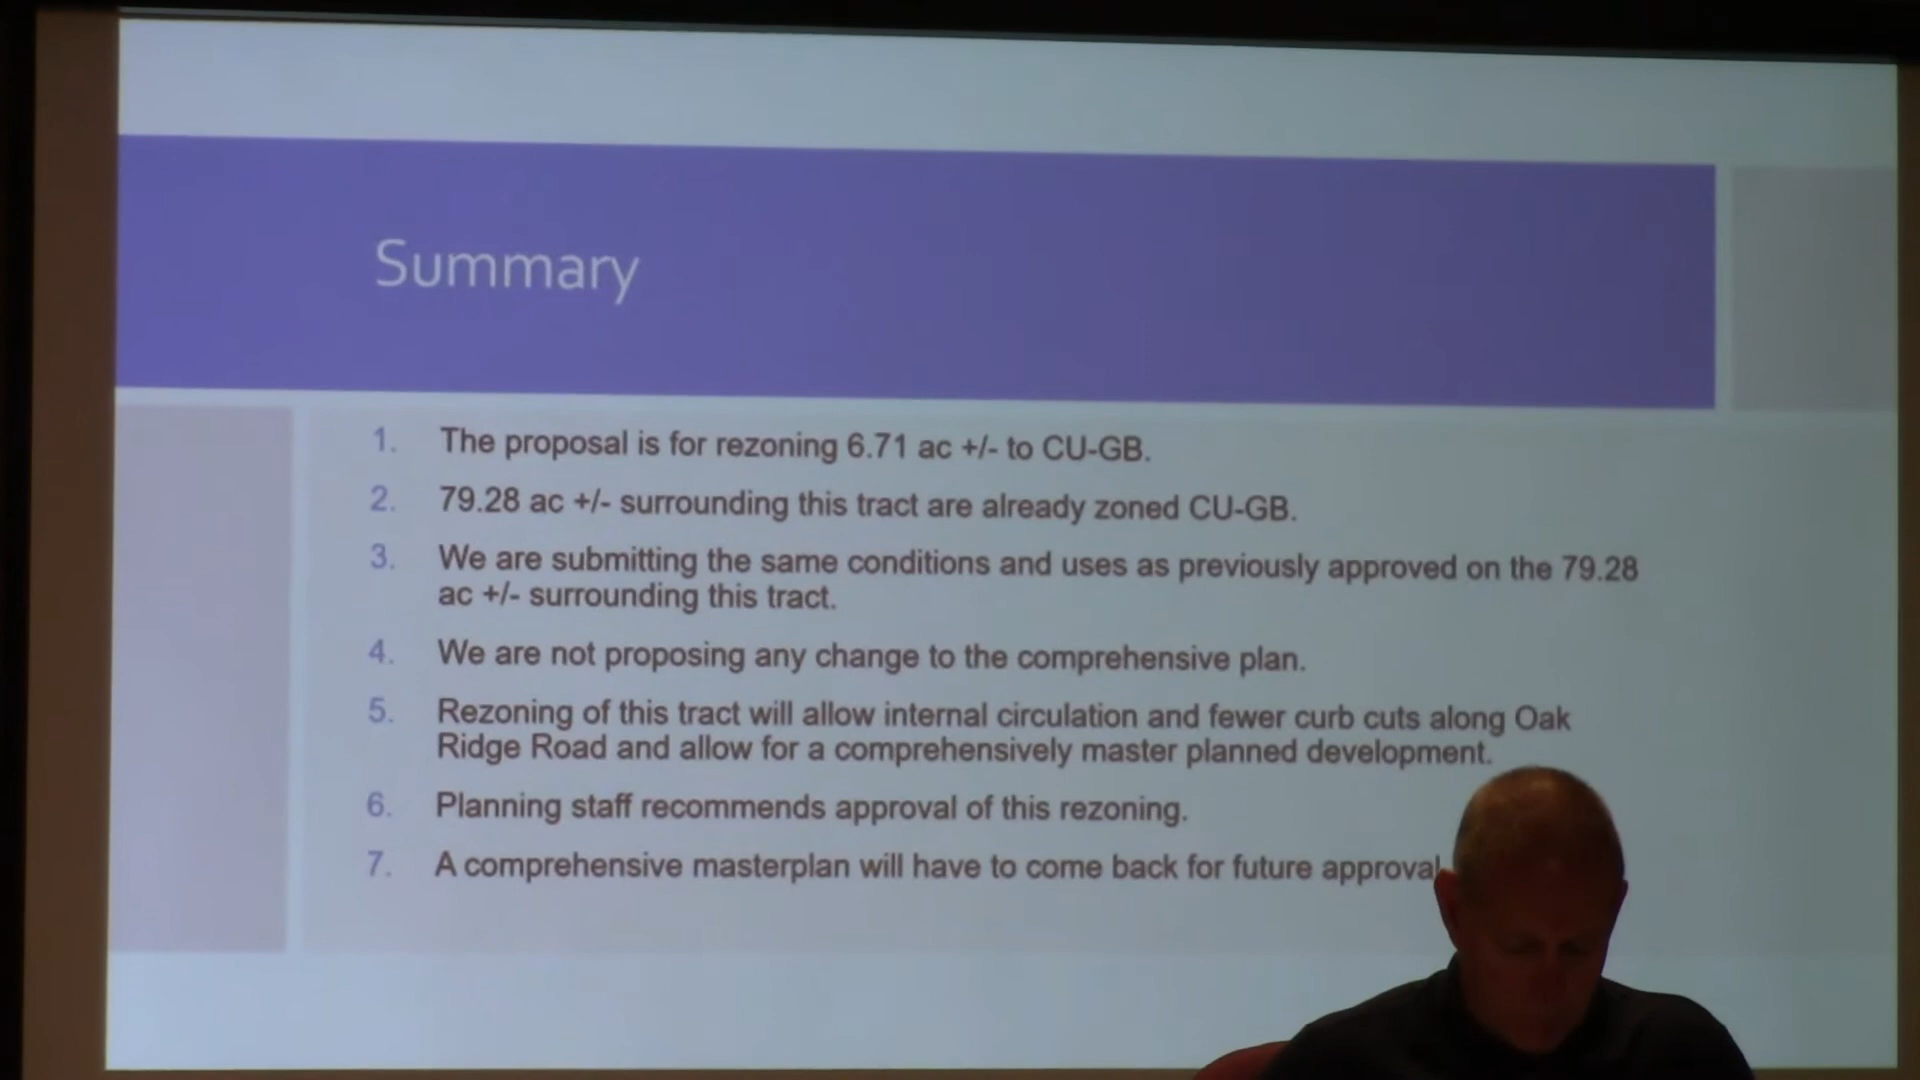 Summary
1. The proposal is for rezoning 6.71 ac +/- to CU-GB.
2. 79.28 ac +/- surrounding this tract are already zoned CU-GB.
3. We are submitting the same conditions and uses as previously approved on the 79.28
ac +/- surrounding this tract.
4. We are not proposing any change to the comprehensive plan.
5. Rezoning of this tract will allow internal circulation and fewer curb cuts along Oak
Ridge Road and allow for a comprehensively master planned development.
6. Planning staff recommends approval of this rezoning.
7. A comprehensive masterplan will have to come back for future approval